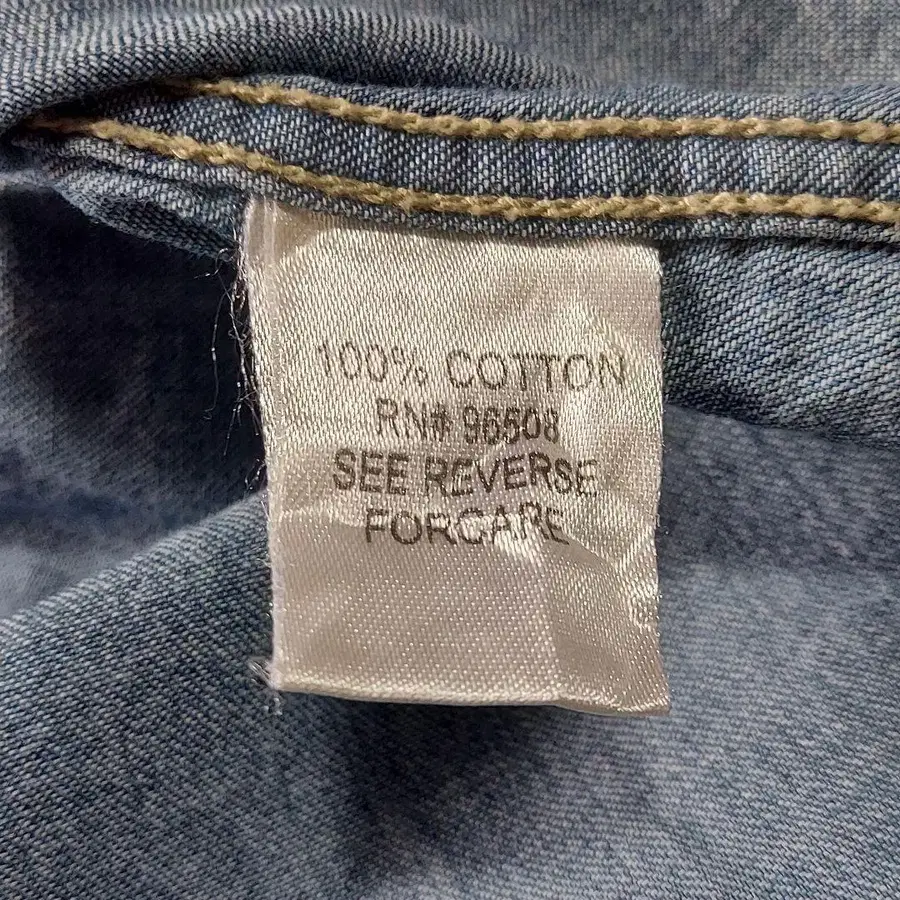 100% COTTON
RN# 96508
SEE REVERSE
FORCARE